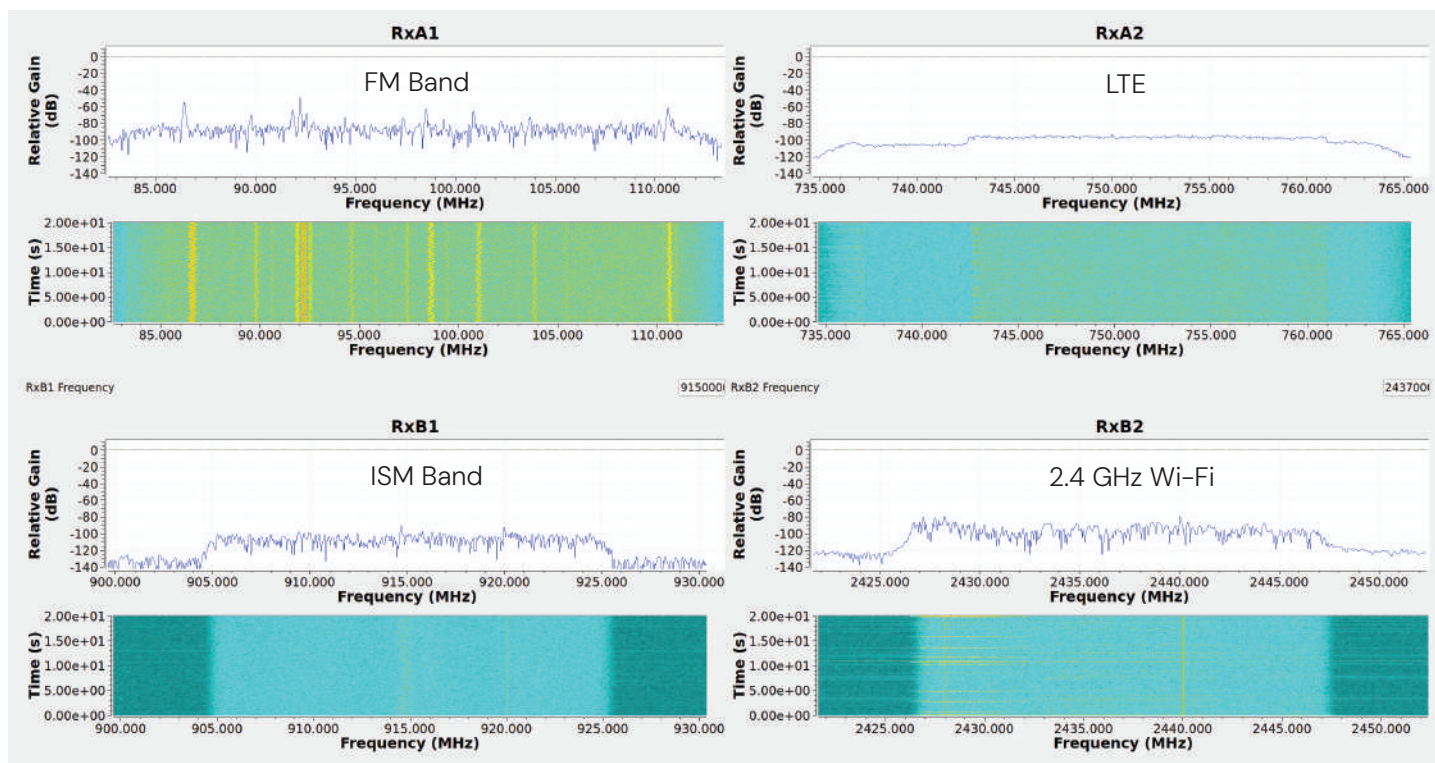 RxA1
Relative Gain
(dB)
FM Band
0
-20
-40
-60
-80
-100
-120
-140
85.000 90.000 95.000 100.000 105.000 110.000
Frequency (MHz)
Time (s)
2.00e+01
1.50e+01
1.00e+01
5.00e+00
0.00e+00
85.000 90.000 95.000 100.000 105.000 110.000
Frequency (MHz)
RxA2
Relative Gain
(dB)
LTE
0
-20
-40
-60
-80
-100
-120
-140
735.000 740.000 745.000 750.000 755.000 760.000 765.000
Frequency (MHz)
Time (s)
2.00e+01
1.50e+01
1.00e+01
5.00e+00
0.00e+00
735.000 740.000 745.000 750.000 755.000 760.000 765.000
Frequency (MHz)
RxB1 Frequency
RxB2 Frequency
RxB1
Relative Gain
(dB)
ISM Band
0
-20
-40
-60
-80
-100
-120
-140
900.000 905.000 910.000 915.000 920.000 925.000 930.000
Frequency (MHz)
Time (s)
2.00e+01
1.50e+01
1.00e+01
5.00e+00
0.00e+00
900.000 905.000 910.000 915.000 920.000 925.000 930.000
Frequency (MHz)
RxB2
Relative Gain
(dB)
2.4 GHz Wi-Fi
0
-20
-40
-60
-80
-100
-120
-140
2425.000 2430.000 2435.000 2440.000 2445.000 2450.000
Frequency (MHz)
Time (s)
2.00e+01
1.50e+01
1.00e+01
5.00e+00
0.00e+00
2425.000 2430.000 2435.000 2440.000 2445.000 2450.000
Frequency (MHz)